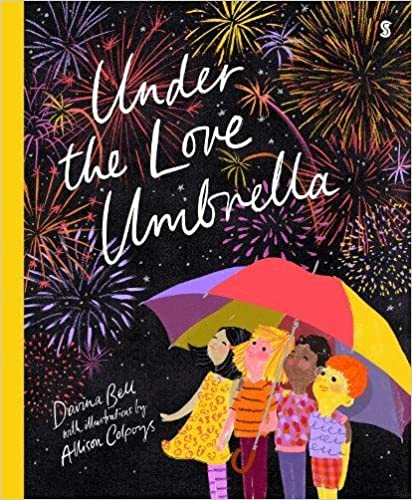 Under
the Love
Umbrella
Davina Bell
with illustrations by
Allison Colpoys